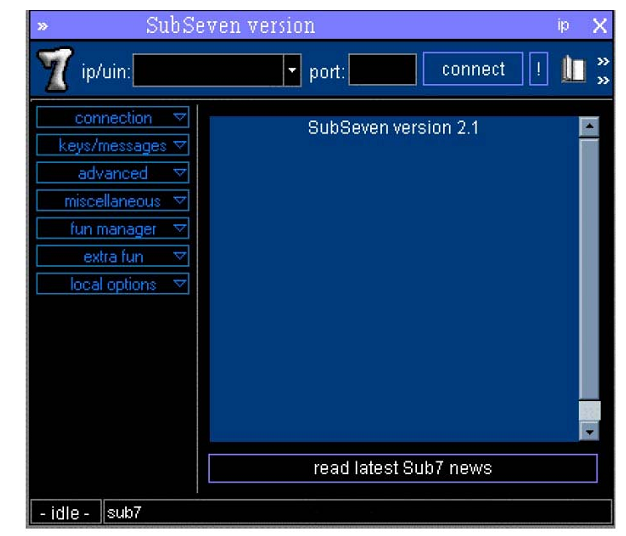 » SubSeven version ip X
ip/uin: port: connect ! »
»
connection
keys/messages
advanced
miscellaneous
fun manager
extra fun
local options
SubSeven version 2.1
read latest Sub7 news
- idle - sub7